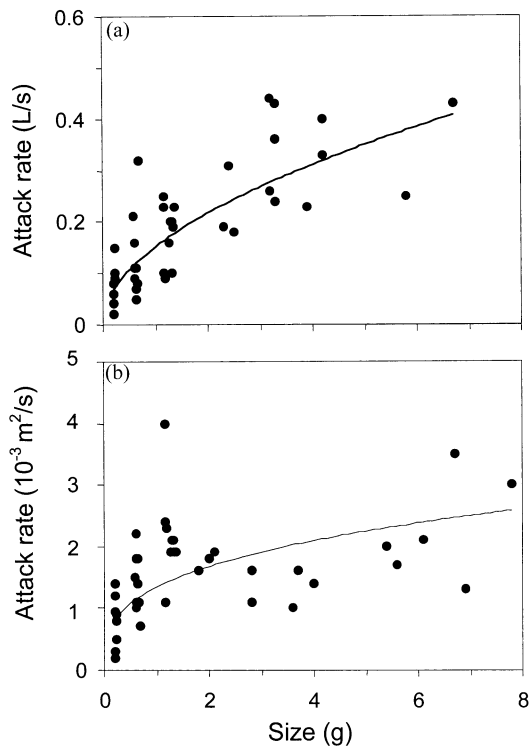 (a)
Attack rate (L/s)
0.6
0.4
0.2
0
(b)
Attack rate (10⁻³ m²/s)
5
4
3
2
1
0
0 2 4 6 8
Size (g)